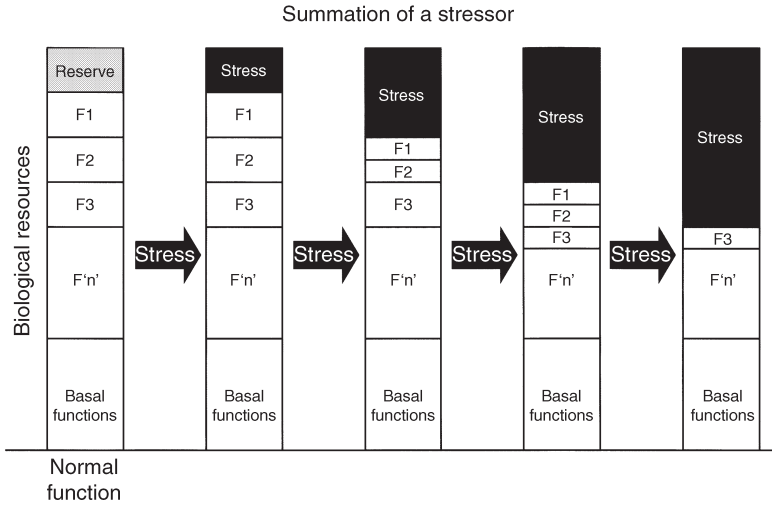 Summation of a stressor
Biological resources
Reserve
F1
F2
F3
F‘n’
Basal
functions
Normal
function
Stress
Stress
F1
F2
F3
F‘n’
Basal
functions
Stress
Stress
F1
F2
F3
F‘n’
Basal
functions
Stress
Stress
F1
F2
F3
F‘n’
Basal
functions
Stress
Stress
F3
F‘n’
Basal
functions